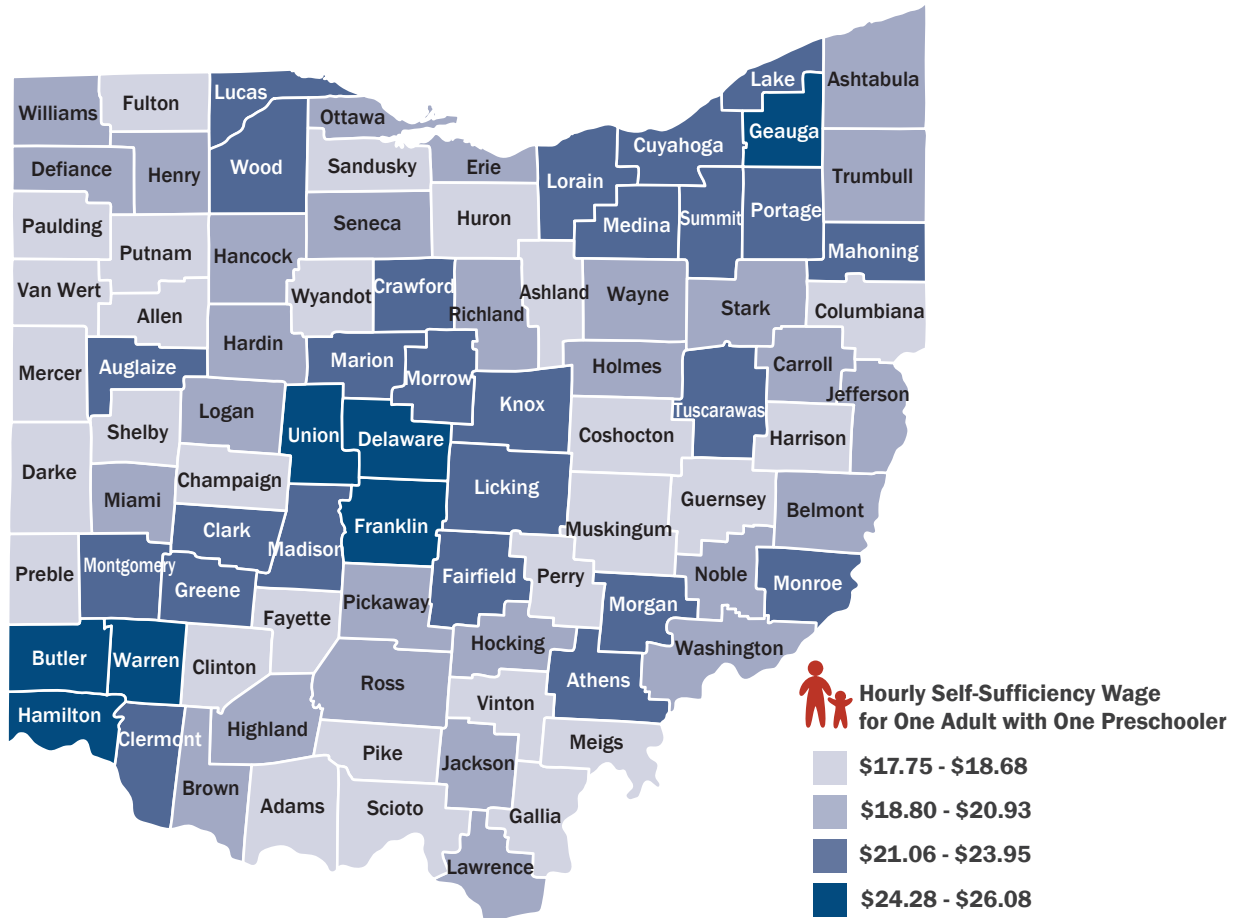 Lake
Ashtabula
Lucas
Fulton
Williams
Ottawa
Geauga
Cuyahoga
Sandusky
Wood
Erie
Defiance
Henry
Lorain
Trumbull
Portage
Summit
Huron
Medina
Seneca
Paulding
Mahoning
Putnam
Hancock
Van Wert
Crawford
Wyandot
Ashland
Wayne
Stark
Columbiana
Richland
Allen
Hardin
Marion
Auglaize
Mercer
Morrow
Holmes
Carroll
Jefferson
Knox
Logan
Tuscarawas
Shelby
Union
Delaware
Coshocton
Harrison
Darke
Champaign
Licking
Miami
Guernsey
Belmont
Franklin
Muskingum
Clark
Madison
Montgomery
Preble
Fairfield
Perry
Noble
Monroe
Greene
Pickaway
Morgan
Fayette
Hocking
Washington
Butler
Warren
Clinton
Athens
Ross
Vinton
Hamilton
Clermont
Highland
Meigs
Pike
Jackson
Brown
Adams
Scioto
Gallia
Lawrence
Hourly Self-Sufficiency Wage
for One Adult with One Preschooler
$17.75 - $18.68
$18.80 - $20.93
$21.06 - $23.95
$24.28 - $26.08